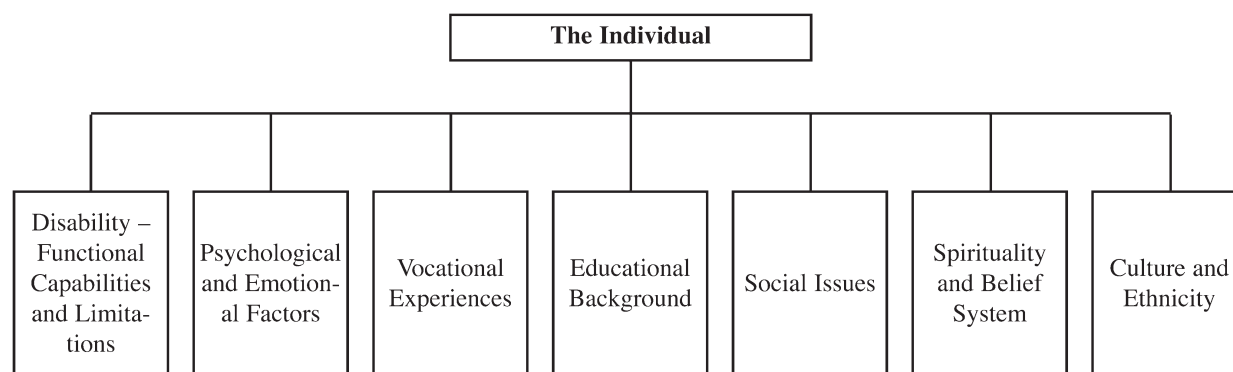 The Individual
Disability –
Functional
Capabilities
and Limita-
tions
Psychological
and Emotion-
al Factors
Vocational
Experiences
Educational
Background
Social Issues
Spirituality
and Belief
System
Culture and
Ethnicity